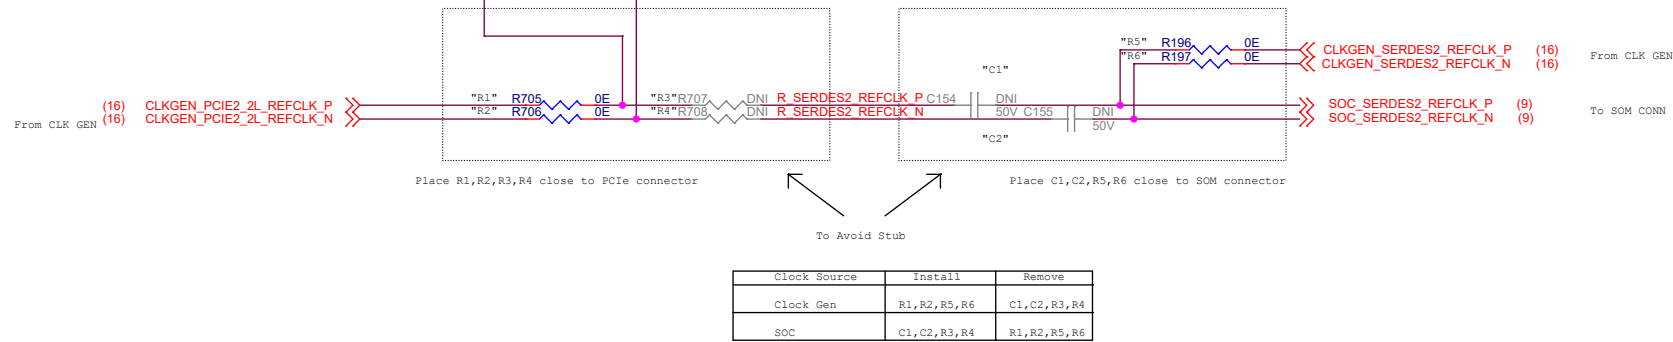 "R5" R196 0E CLKGEN_SERDES2_REFCLK_P (16)
"R6" R197 0E CLKGEN_SERDES2_REFCLK_N (16)
From CLK GEN
"C1"
(16) CLKGEN_PCIE2_2L_REFCLK_P "R1" R705 0E "R3" R707 DNI R_SERDES2_REFCLK_P C154 DNI SOC_SERDES2_REFCLK_P (9)
(16) CLKGEN_PCIE2_2L_REFCLK_N "R2" R706 0E "R4" R708 DNI R_SERDES2_REFCLK_N 50V C155 DNI SOC_SERDES2_REFCLK_N (9)
50V
From CLK GEN
To SOM CONN
"C2"
Place R1,R2,R3,R4 close to PCIe connector
Place C1,C2,R5,R6 close to SOM connector
To Avoid Stub
Clock Source Install Remove
Clock Gen R1,R2,R5,R6 C1,C2,R3,R4
SOC C1,C2,R3,R4 R1,R2,R5,R6